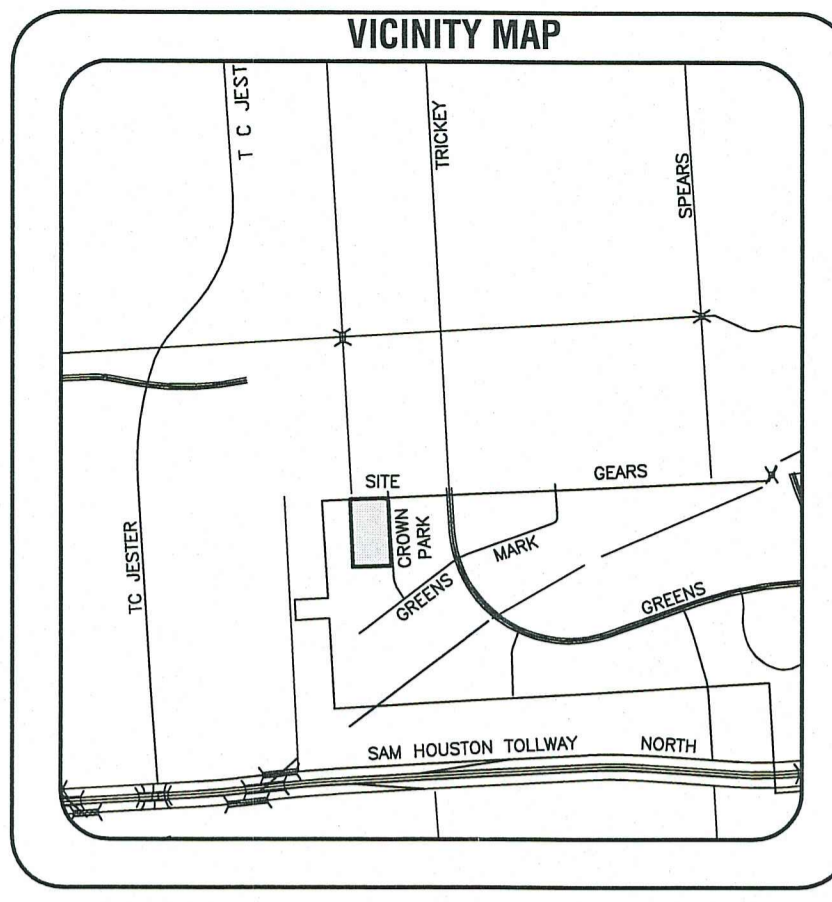 VICINITY MAP
T C JEST
TRICKEY
SPEARS
SITE
GEARS
CROWN
PARK
MARK
GREENS
GREENS
TC JESTER
SAM HOUSTON TOLLWAY NORTH